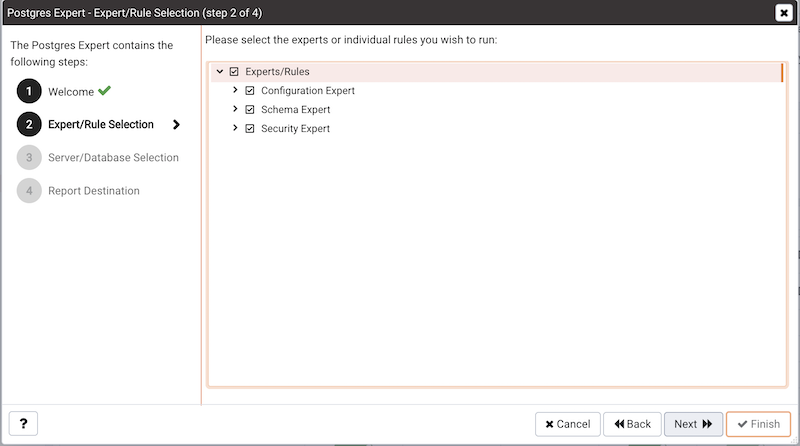 Postgres Expert - Expert/Rule Selection (step 2 of 4)
The Postgres Expert contains the
following steps:
1 Welcome
2 Expert/Rule Selection
3 Server/Database Selection
4 Report Destination
Please select the experts or individual rules you wish to run:
Experts/Rules
Configuration Expert
Schema Expert
Security Expert
? Cancel Back Next Finish